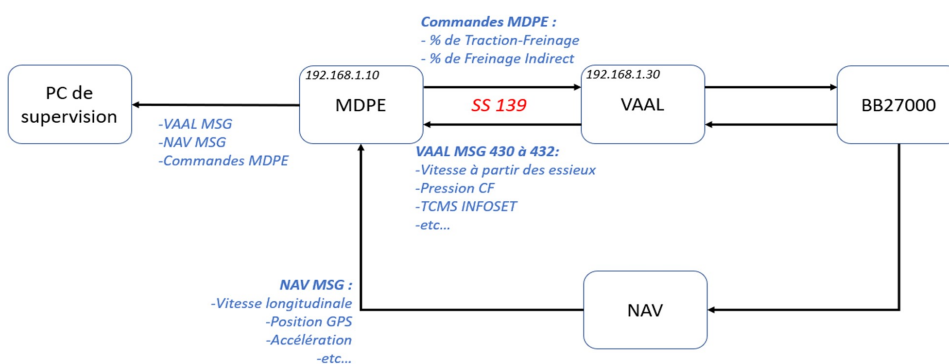 Commandes MDPE :
- % de Traction-Freinage
- % de Freinage Indirect
PC de
supervision
192.168.1.10
MDPE
SS 139
192.168.1.30
VAAL
BB27000
-VAAL MSG
-NAV MSG
-Commandes MDPE
VAAL MSG 430 à 432:
-Vitesse à partir des essieux
-Pression CF
-TCMS INFOSET
-etc...
NAV MSG :
-Vitesse longitudinale
-Position GPS
-Accélération
-etc...
NAV